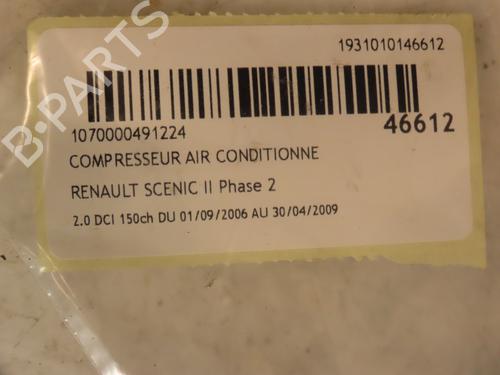 1931010146612
1070000491224
46612
COMPRESSEUR AIR CONDITIONNE
RENAULT SCENIC II Phase 2
2.0 DCI 150ch DU 01/09/2006 AU 30/04/2009
B-PARTS